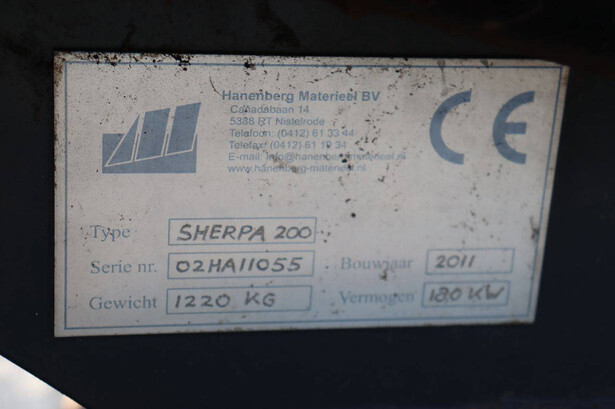 Hanenberg Materieel BV
Canadabaan 14
5388 RT Nistelrode
Telefoon: (0412) 61 33 44
Telefax: (0412) 61 19 34
E-mail: info@hanenberg-materieel.nl
www.hanenberg-materieel.nl
CE
Type SHERPA 200
Serie nr. 02HA11055 Bouwjaar 2011
Gewicht 1220 KG Vermogen 18.0 KW